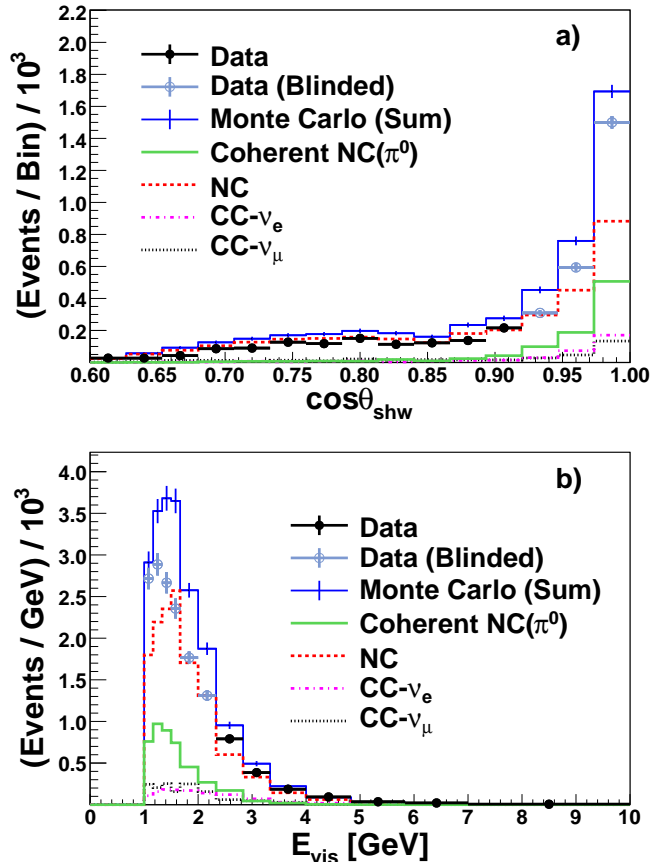 a)
(Events / Bin) / 10³
2.2
2.0
1.8
1.6
1.4
1.2
1.0
0.8
0.6
0.4
0.2
Data
Data (Blinded)
Monte Carlo (Sum)
Coherent NC(π⁰)
NC
CC-νₑ
CC-ν_μ
0.60 0.65 0.70 0.75 0.80 0.85 0.90 0.95 1.00
cosθ_shw
b)
(Events / GeV) / 10³
4.0
3.5
3.0
2.5
2.0
1.5
1.0
0.5
Data
Data (Blinded)
Monte Carlo (Sum)
Coherent NC(π⁰)
NC
CC-νₑ
CC-ν_μ
0 1 2 3 4 5 6 7 8 9 10
E_vis [GeV]